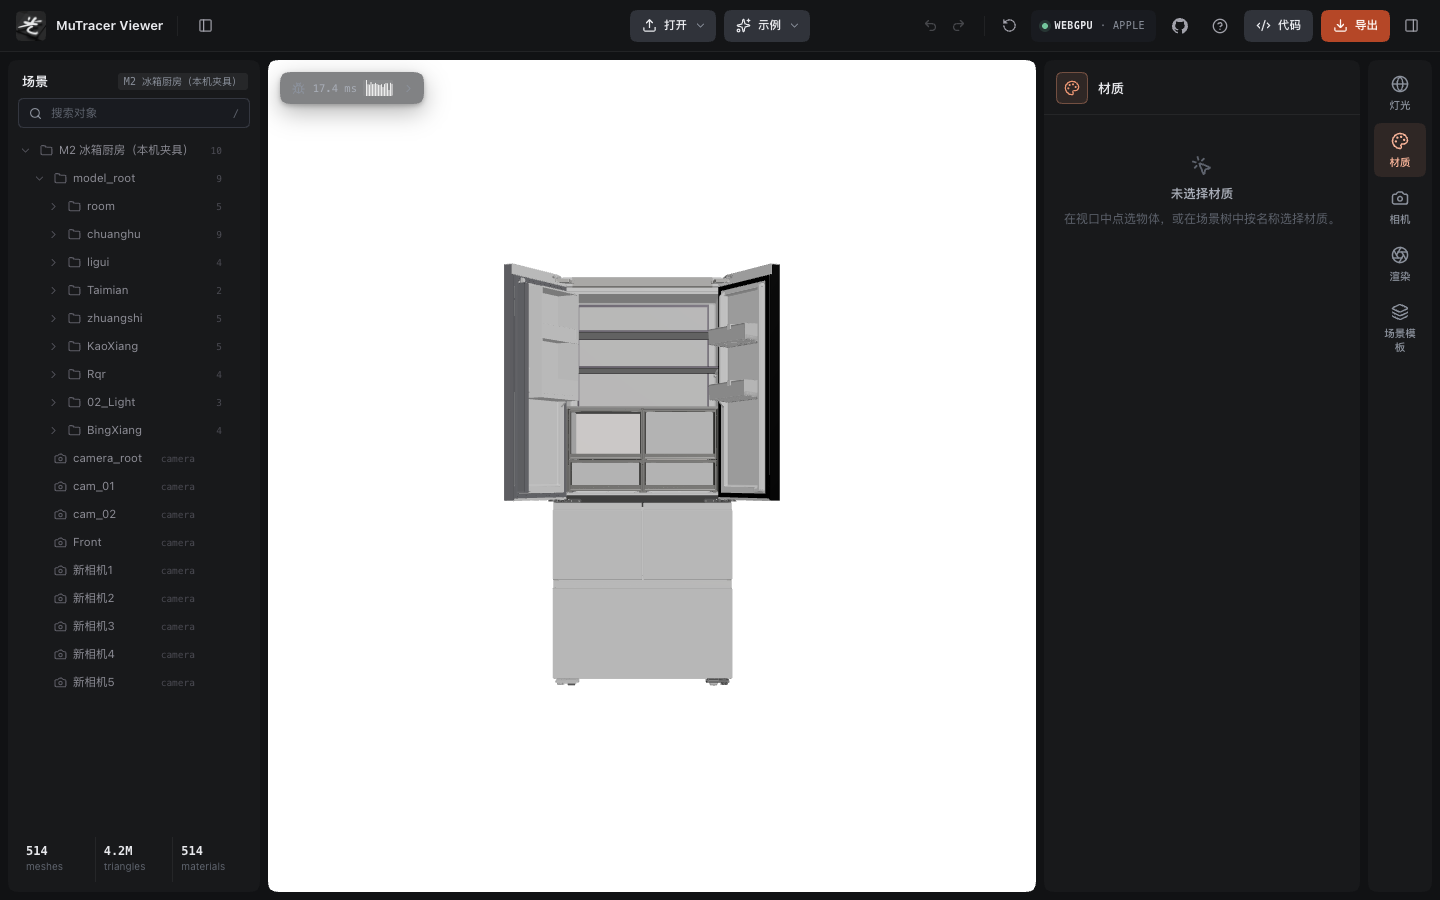 MuTracer Viewer
打开
示例
WEBGPU · APPLE
代码
导出
场景
M2 冰箱厨房（本机夹具）
搜索对象
/
M2 冰箱厨房（本机夹具） 10
model_root 9
room 5
chuanghu 9
ligui 4
Taimian 2
zhuangshi 5
KaoXiang 5
Rqr 4
02_Light 3
BingXiang 4
camera_root camera
cam_01 camera
cam_02 camera
Front camera
新相机1 camera
新相机2 camera
新相机3 camera
新相机4 camera
新相机5 camera
514 4.2M 514
meshes triangles materials
17.4 ms
材质
未选择材质
在视口中点选物体，或在场景树中按名称选择材质。
灯光
材质
相机
渲染
场景模
板